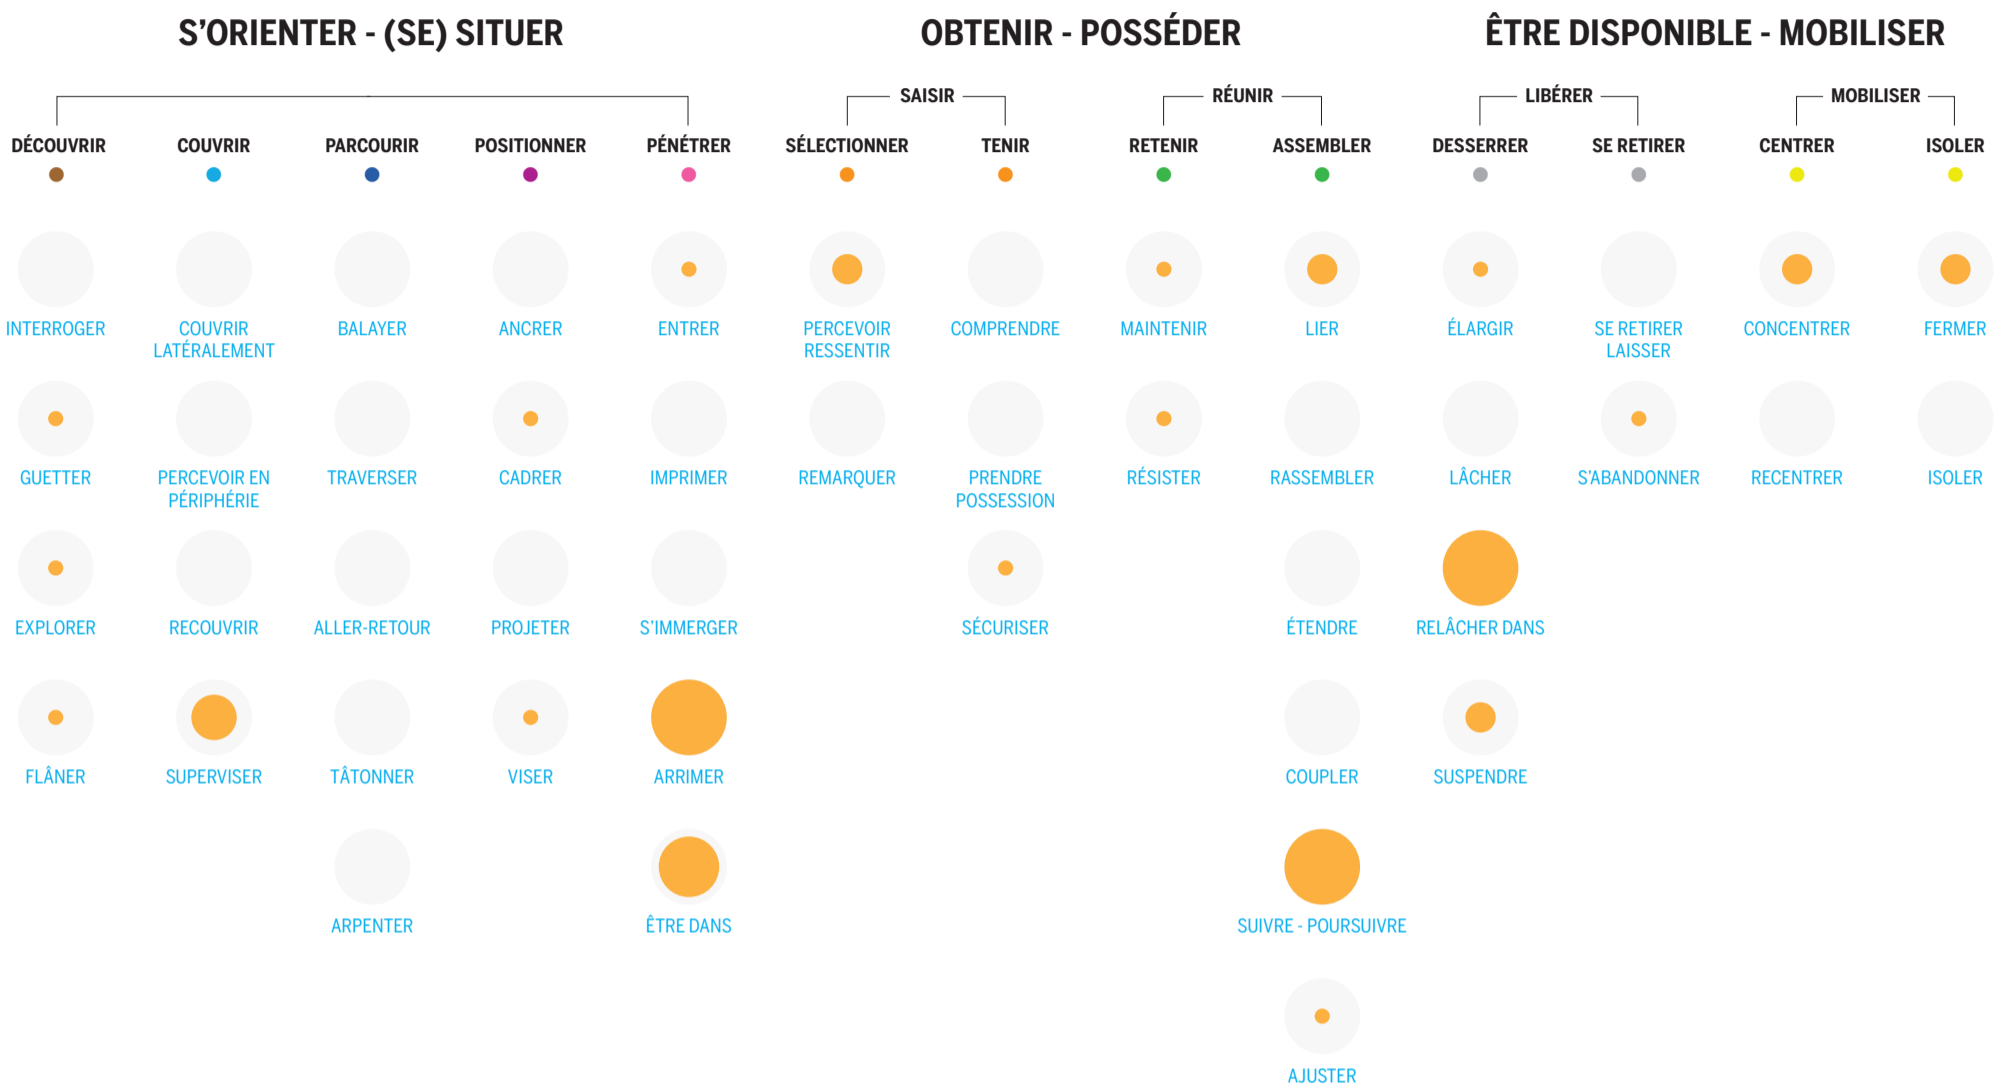 S’ORIENTER - (SE) SITUER
OBTENIR - POSSÉDER
ÊTRE DISPONIBLE - MOBILISER
SAISIR
RÉUNIR
LIBÉRER
MOBILISER
DÉCOUVRIR
COUVRIR
PARCOURIR
POSITIONNER
PÉNÉTRER
SÉLECTIONNER
TENIR
RETENIR
ASSEMBLER
DESSERRER
SE RETIRER
CENTRER
ISOLER
INTERROGER
COUVRIR
LATÉRALEMENT
BALAYER
ANCRER
ENTRER
PERCEVOIR
RESSENTIR
COMPRENDRE
MAINTENIR
LIER
ÉLARGIR
SE RETIRER
LAISSER
CONCENTRER
FERMER
GUETTER
PERCEVOIR EN
PÉRIPHÉRIE
TRAVERSER
CADRER
IMPRIMER
REMARQUER
PRENDRE
POSSESSION
RÉSISTER
RASSEMBLER
LÂCHER
S’ABANDONNER
RECENTRER
ISOLER
EXPLORER
RECOUVRIR
ALLER-RETOUR
PROJETER
S’IMMERGER
SÉCURISER
ÉTENDRE
RELÂCHER DANS
FLÂNER
SUPERVISER
TÂTONNER
VISER
ARRIMER
COUPLER
SUSPENDRE
ARPENTER
ÊTRE DANS
SUIVRE - POURSUIVRE
AJUSTER